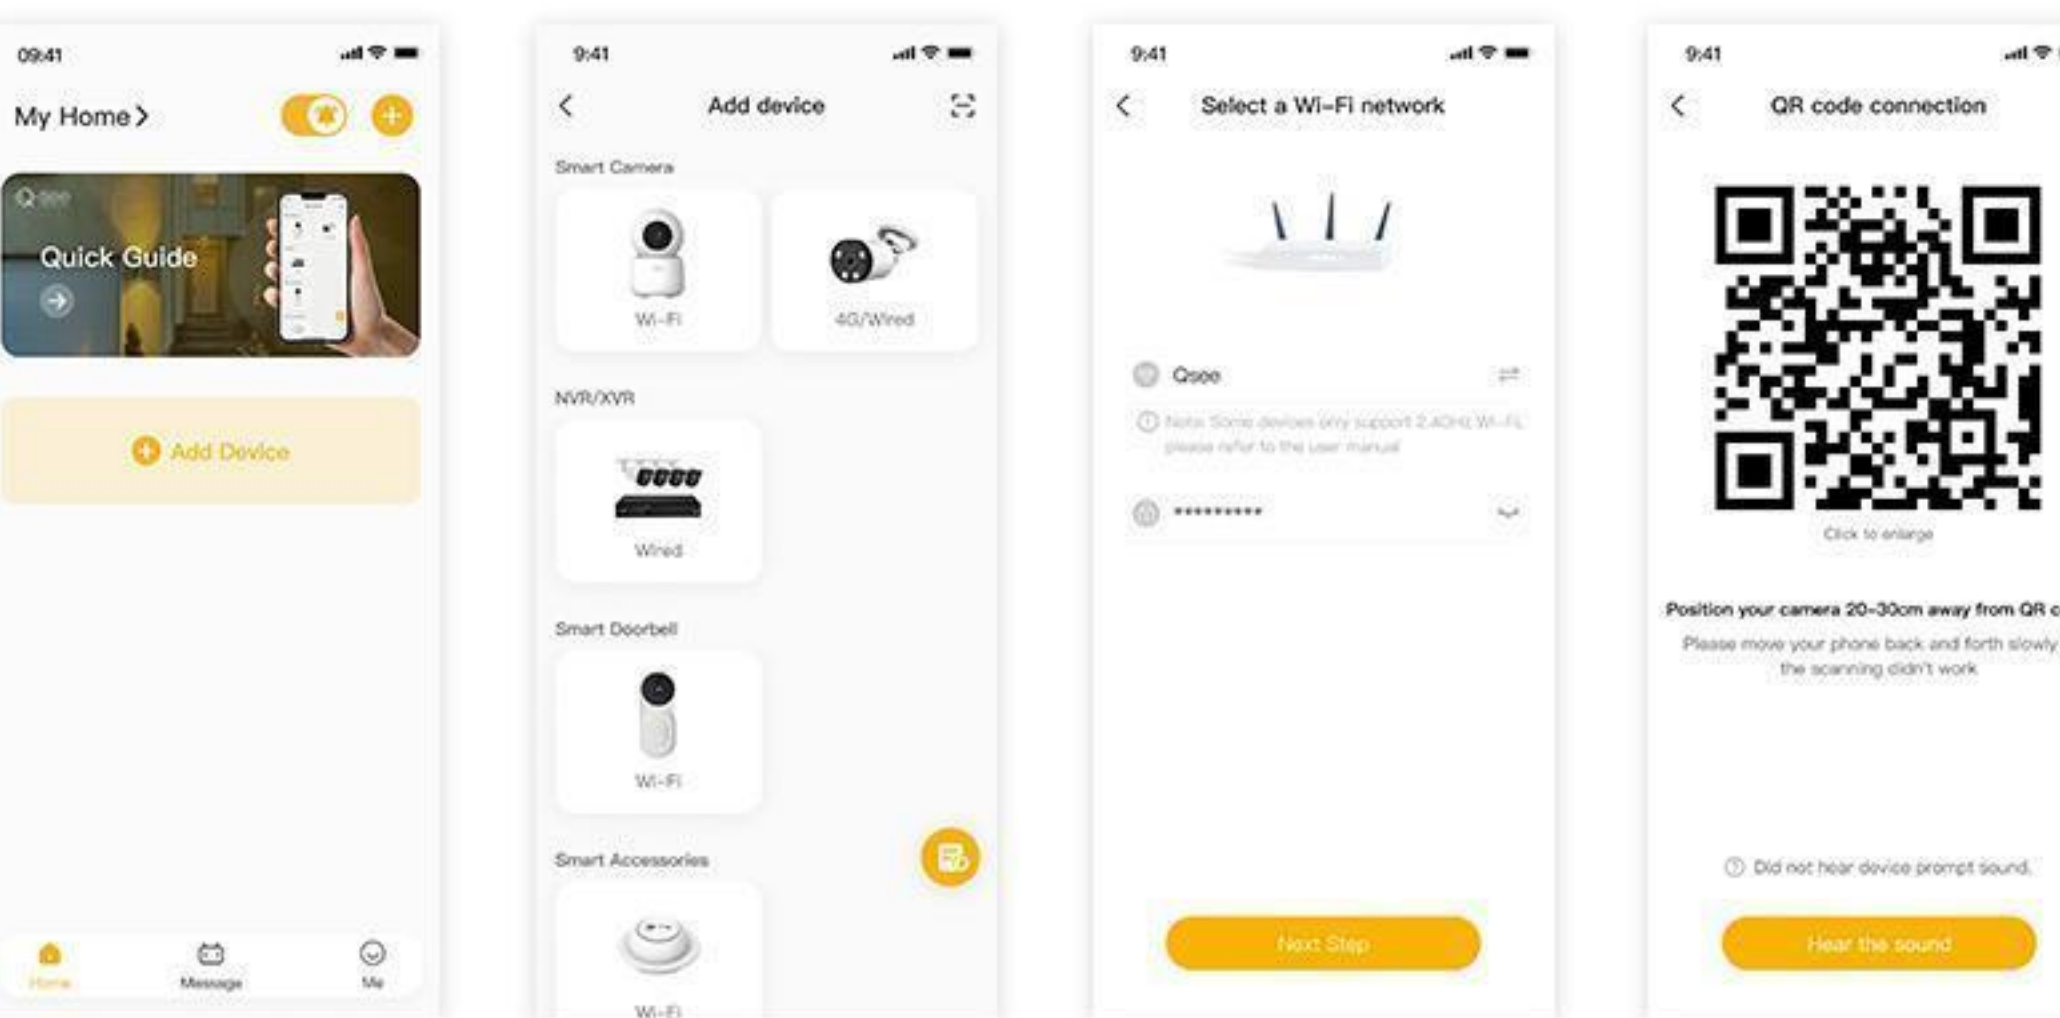 09:41
My Home >
Qsee
Quick Guide
Add Device
Home
Message
Me
9:41
Add device
Smart Camera
Wi-Fi
4G/Wired
NVR/XVR
Wired
Smart Doorbell
Wi-Fi
Smart Accessories
Wi-Fi
9:41
Select a Wi-Fi network
Qsee
Note: Some devices only support 2.4GHz Wi-Fi,
please refer to the user manual
*********
Next Step
9:41
QR code connection
Click to enlarge
Position your camera 20-30cm away from QR c
Please move your phone back and forth slowly
the scanning didn't work
Did not hear device prompt sound.
Hear the sound